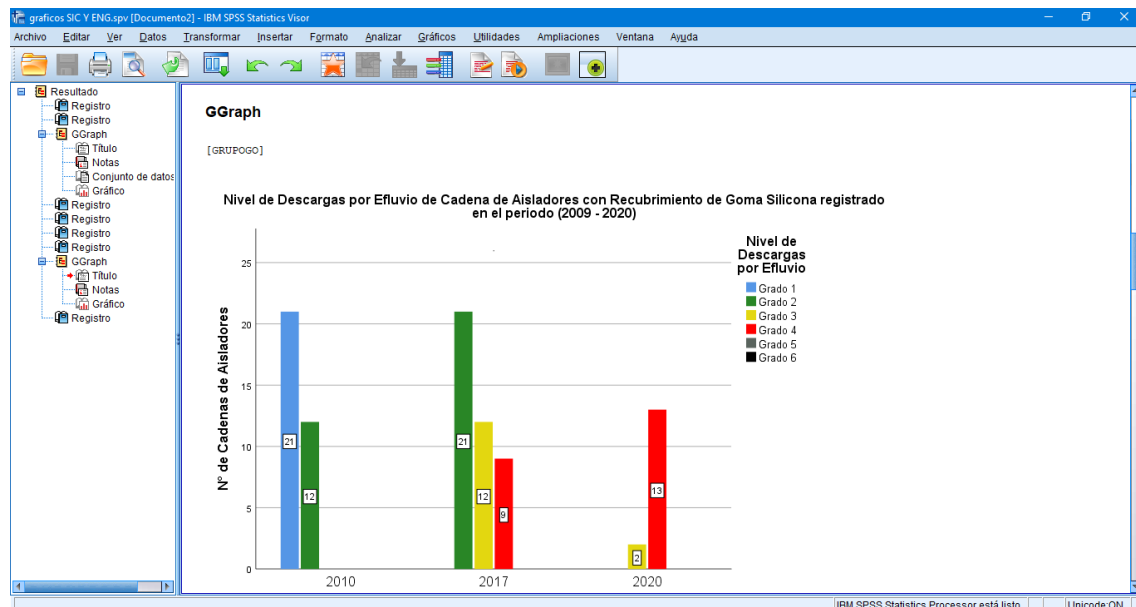 graficos SIC Y ENG.spv [Documento2] - IBM SPSS Statistics Visor
Archivo Editar Ver Datos Transformar Insertar Formato Analizar Gráficos Utilidades Ampliaciones Ventana Ayuda
Resultado
Registro
Registro
GGraph
Título
Notas
Conjunto de datos
Gráfico
Registro
Registro
Registro
Registro
GGraph
Título
Notas
Gráfico
Registro
GGraph
[GRUPOGO]
Nivel de Descargas por Efluvio de Cadena de Aisladores con Recubrimiento de Goma Silicona registrado
en el periodo (2009 - 2020)
Nº de Cadenas de Aisladores
25
20
15
10
5
0
21
12
21
12
9
2
13
2010 2017 2020
Nivel de
Descargas
por Efluvio
Grado 1
Grado 2
Grado 3
Grado 4
Grado 5
Grado 6
IBM SPSS Statistics Processor está listo Unicode:ON